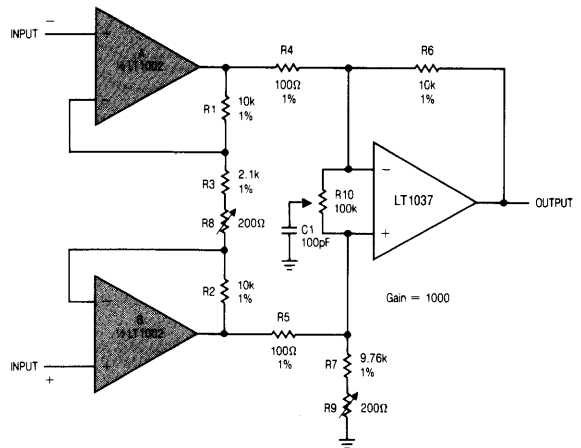 INPUT −
+
A
½ LT1002
−
R4
100Ω
1%
R6
10k
1%
R1
10k
1%
R3
2.1k
1%
R8
200Ω
C1
100pF
R10
100k
−
LT1037
+
OUTPUT
Gain = 1000
R2
10k
1%
−
B
½ LT1002
+
INPUT +
R5
100Ω
1%
R7
9.76k
1%
R9
200Ω